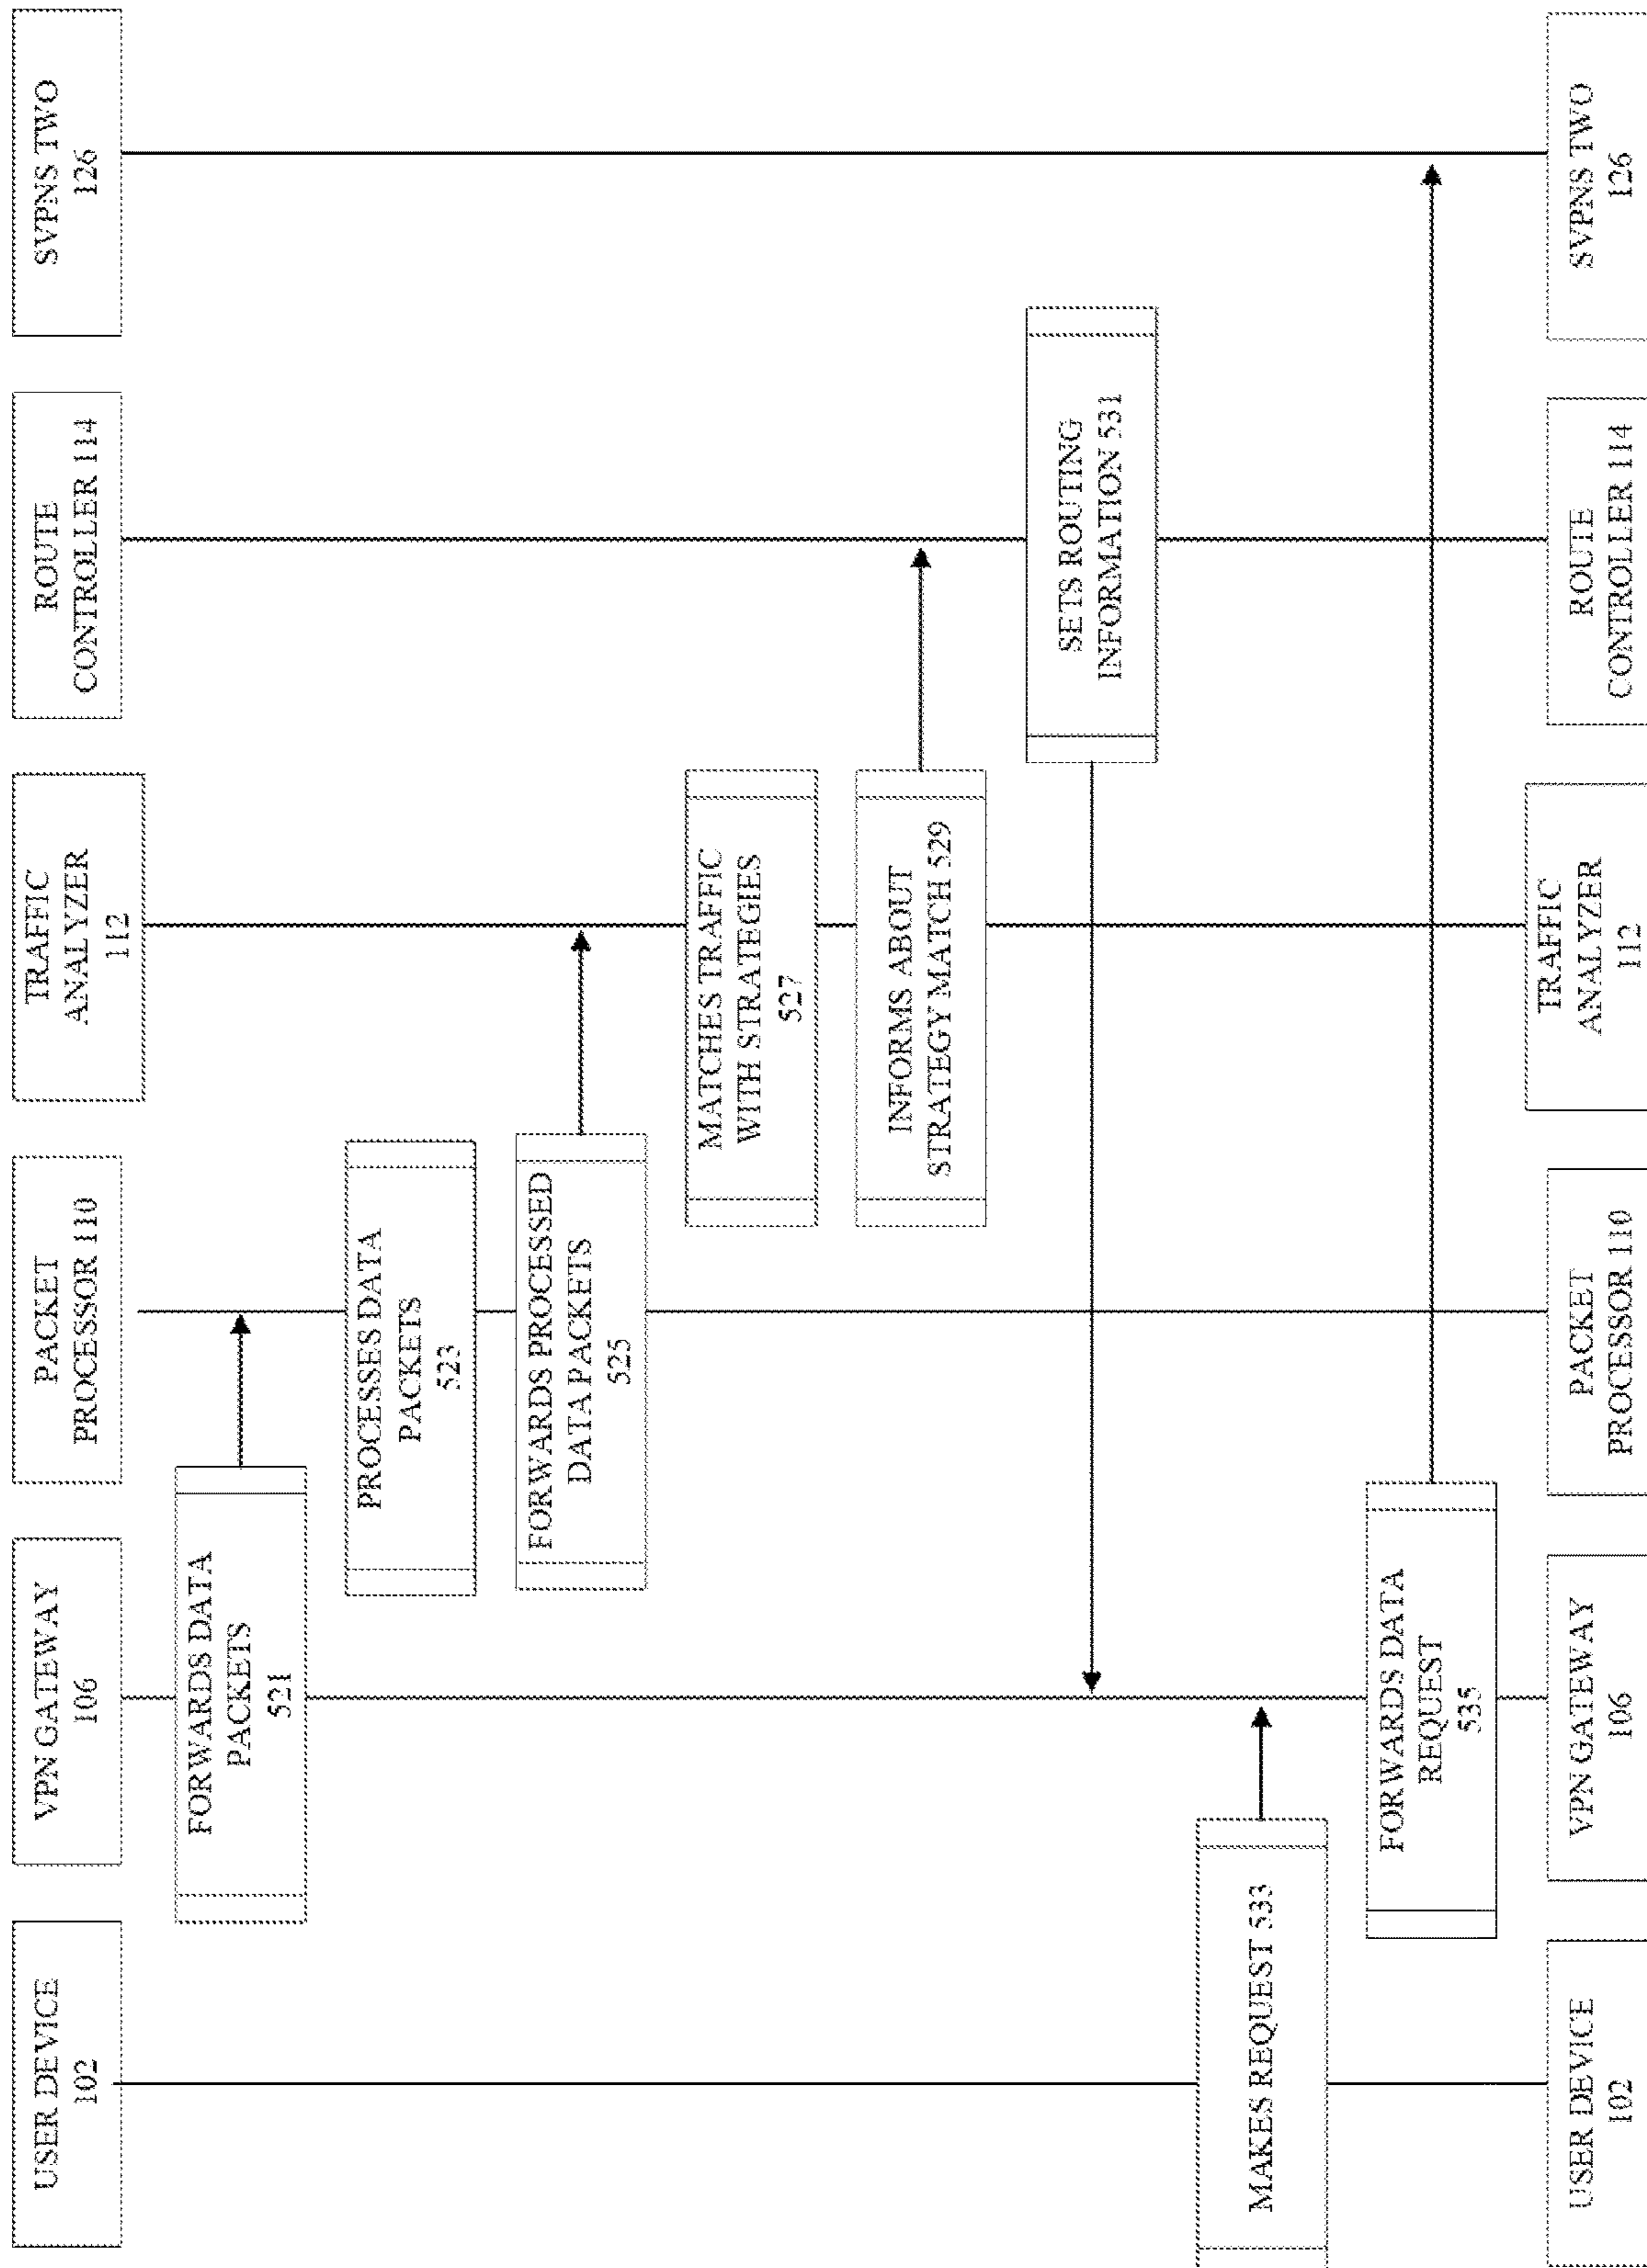 USER DEVICE
102
VPN GATEWAY
106
PACKET
PROCESSOR 110
TRAFFIC
ANALYZER
112
ROUTE
CONTROLLER 114
SVPNS TWO
126
FORWARDS DATA
PACKETS
521
PROCESSES DATA
PACKETS
523
FORWARDS PROCESSED
DATA PACKETS
525
MATCHES TRAFFIC
WITH STRATEGIES
527
INFORMS ABOUT
STRATEGY MATCH 529
SETS ROUTING
INFORMATION 531
MAKES REQUEST 533
FORWARDS DATA
REQUEST
535
USER DEVICE
102
VPN GATEWAY
106
PACKET
PROCESSOR 110
TRAFFIC
ANALYZER
112
ROUTE
CONTROLLER 114
SVPNS TWO
126